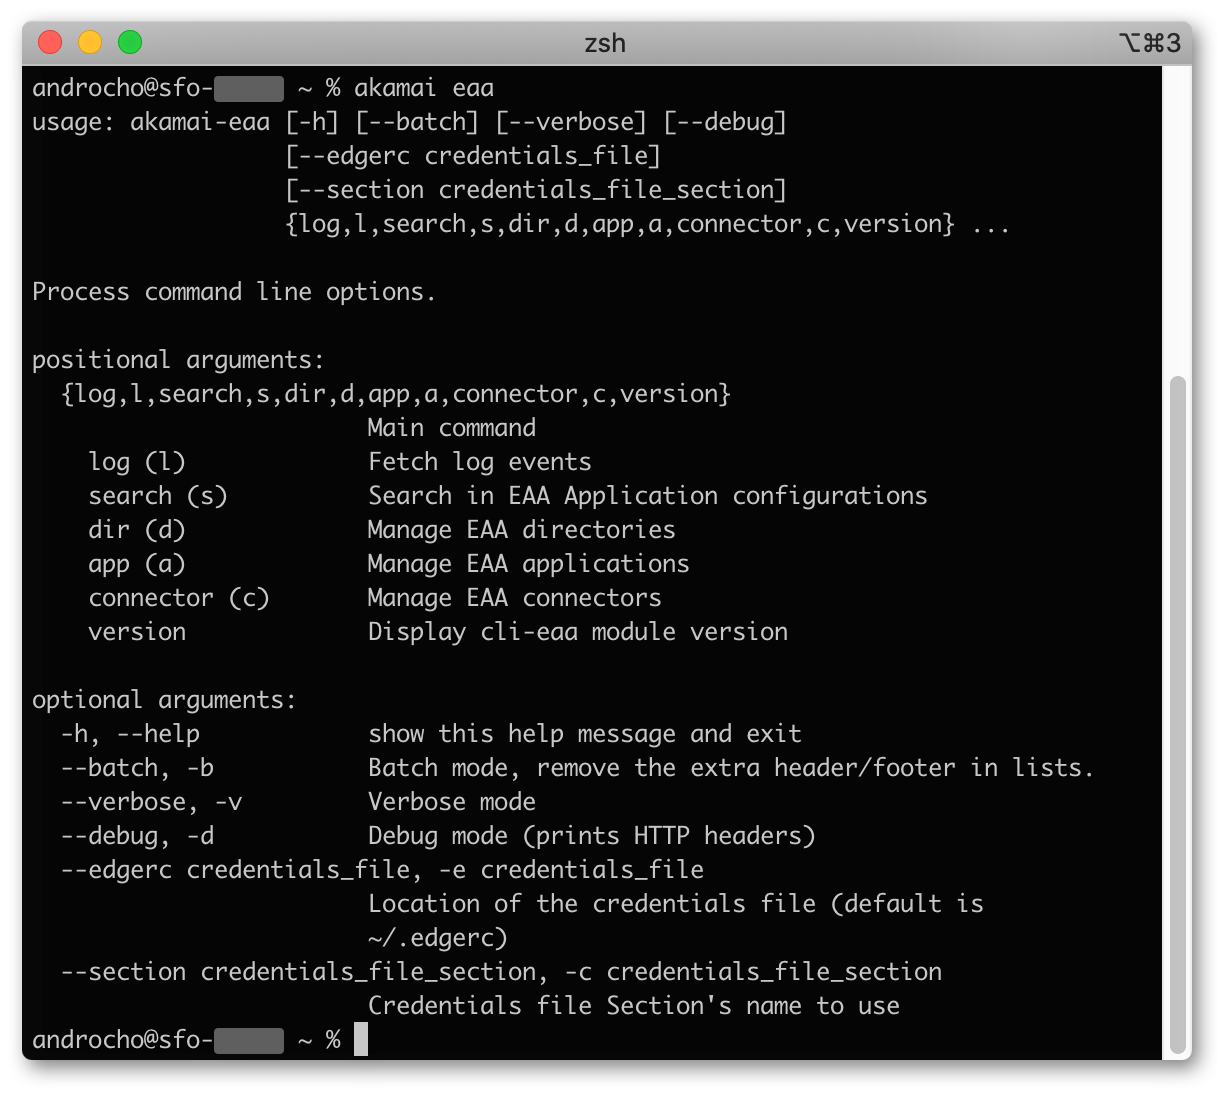 zsh
⌥⌘3
androcho@sfo- ~ % akamai eaa
usage: akamai-eaa [-h] [--batch] [--verbose] [--debug]
[--edgerc credentials_file]
[--section credentials_file_section]
{log,l,search,s,dir,d,app,a,connector,c,version} ...
Process command line options.
positional arguments:
{log,l,search,s,dir,d,app,a,connector,c,version}
Main command
log (l) Fetch log events
search (s) Search in EAA Application configurations
dir (d) Manage EAA directories
app (a) Manage EAA applications
connector (c) Manage EAA connectors
version Display cli-eaa module version
optional arguments:
-h, --help show this help message and exit
--batch, -b Batch mode, remove the extra header/footer in lists.
--verbose, -v Verbose mode
--debug, -d Debug mode (prints HTTP headers)
--edgerc credentials_file, -e credentials_file
Location of the credentials file (default is
~/.edgerc)
--section credentials_file_section, -c credentials_file_section
Credentials file Section's name to use
androcho@sfo- ~ %